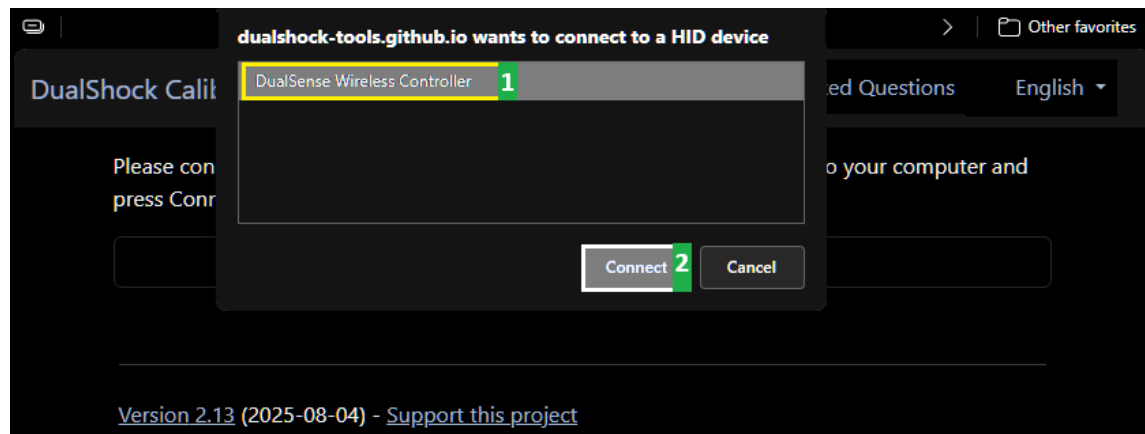 Other favorites
dualshock-tools.github.io wants to connect to a HID device
DualShock Calib
ed Questions
English
DualSense Wireless Controller 1
Please con
o your computer and
press Conr
Connect 2
Cancel
Version 2.13 (2025-08-04) - Support this project